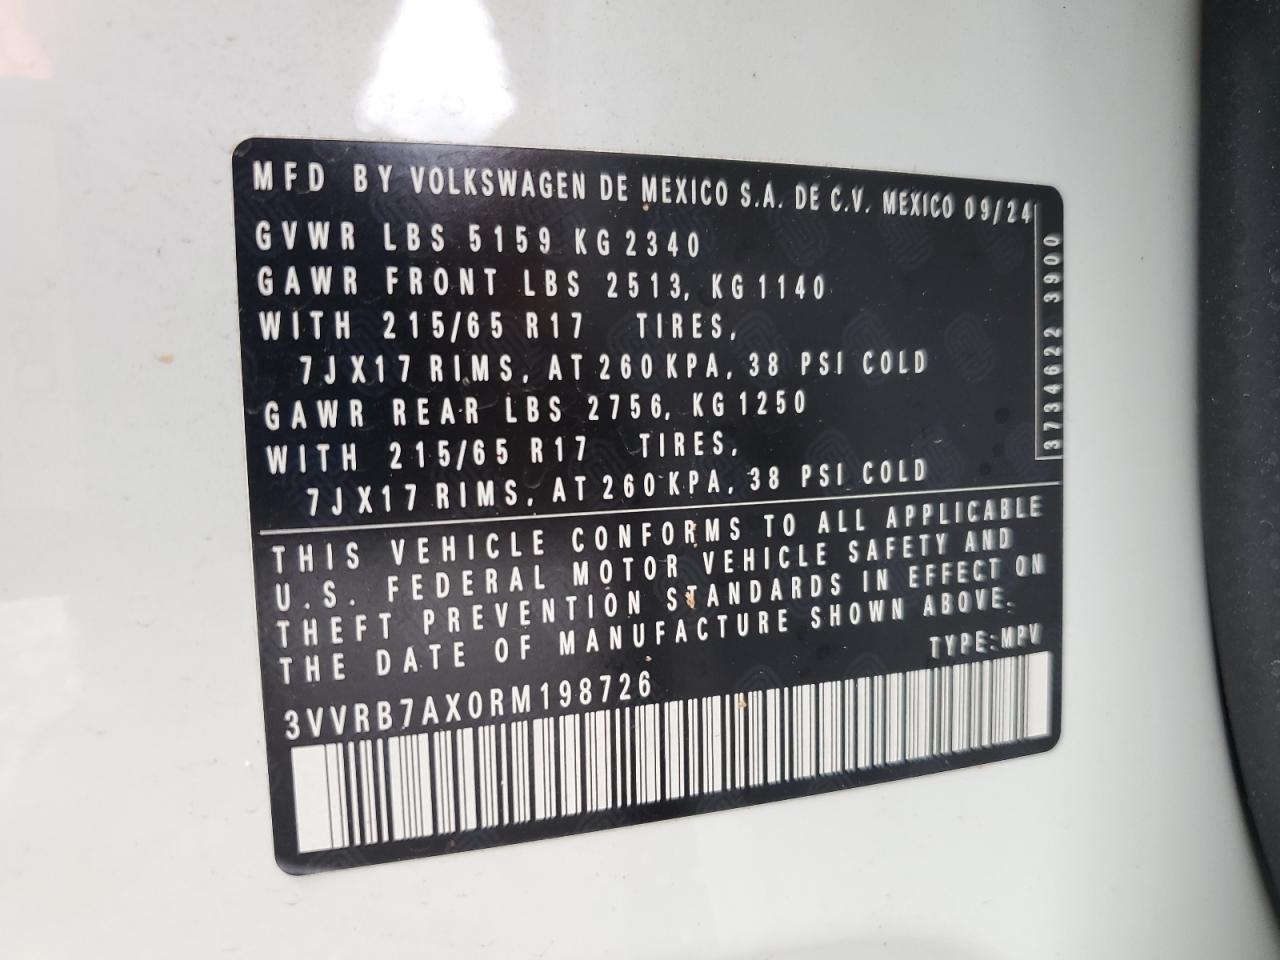 MFD BY VOLKSWAGEN DE MEXICO S.A. DE C.V. MEXICO 09/24
GVWR LBS 5159 KG 2340
GAWR FRONT LBS 2513, KG 1140
WITH 215/65 R17 TIRES,
7JX17 RIMS, AT 260 KPA, 38 PSI COLD
GAWR REAR LBS 2756, KG 1250
WITH 215/65 R17 TIRES,
7JX17 RIMS, AT 260 KPA, 38 PSI COLD
3734622 3900
THIS VEHICLE CONFORMS TO ALL APPLICABLE
U.S. FEDERAL MOTOR VEHICLE SAFETY AND
THEFT PREVENTION STANDARDS IN EFFECT ON
THE DATE OF MANUFACTURE SHOWN ABOVE.
TYPE:MPV
3VVRB7AX0RM198726